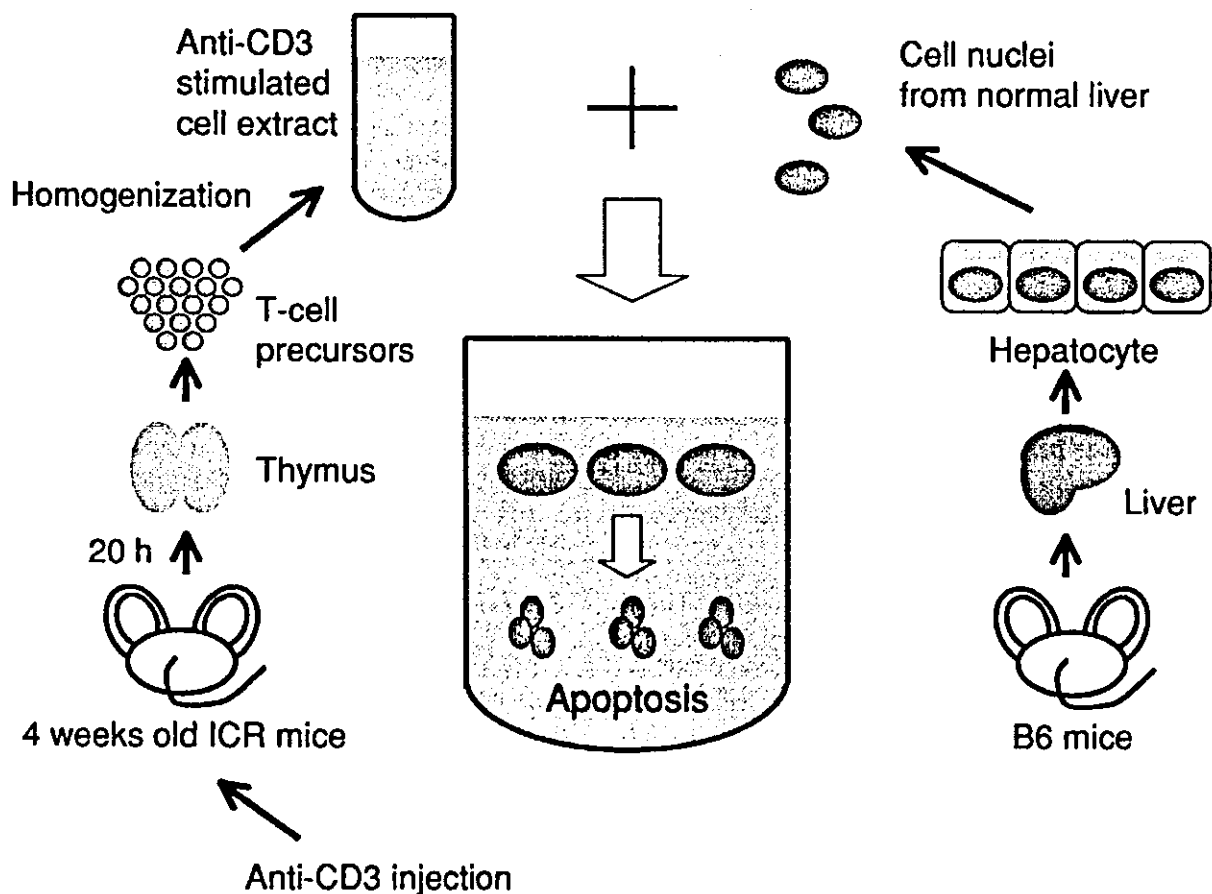 Anti-CD3
stimulated
cell extract
Cell nuclei
from normal liver
Homogenization
T-cell
precursors
Hepatocyte
Thymus
Liver
20 h
Apoptosis
4 weeks old ICR mice
B6 mice
Anti-CD3 injection